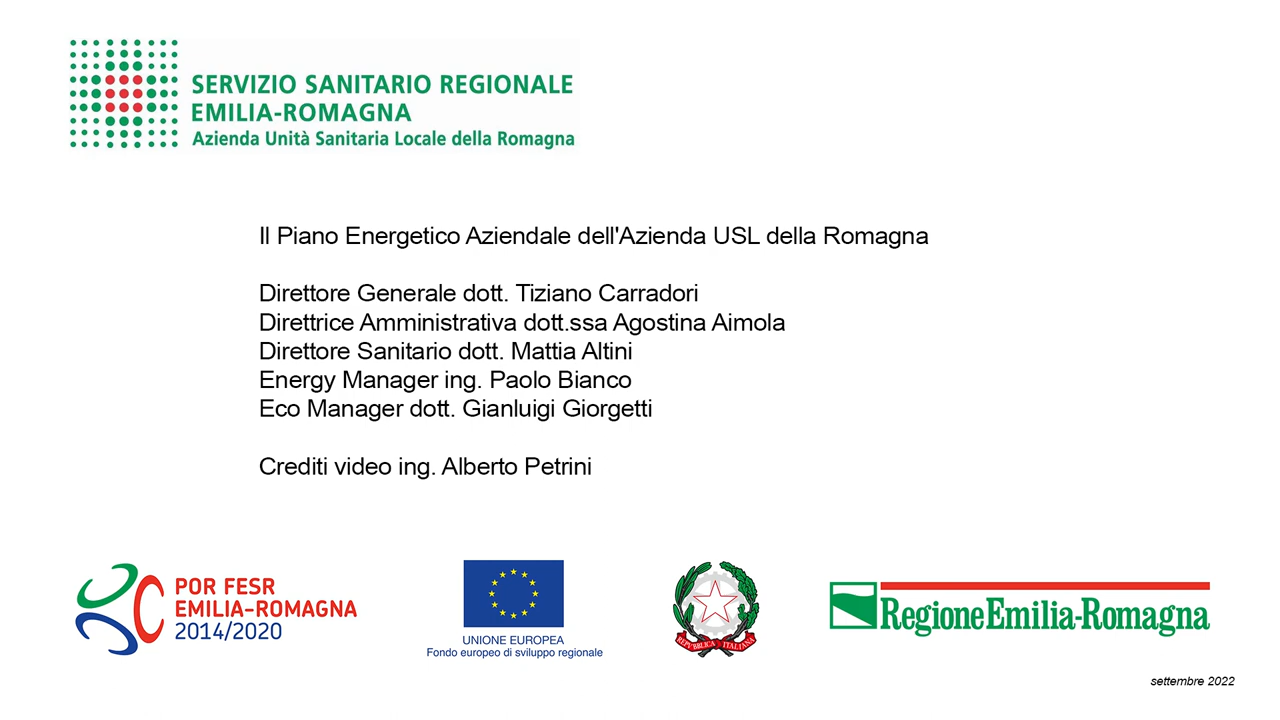 SERVIZIO SANITARIO REGIONALE
EMILIA-ROMAGNA
Azienda Unità Sanitaria Locale della Romagna
Il Piano Energetico Aziendale dell'Azienda USL della Romagna
Direttore Generale dott. Tiziano Carradori
Direttrice Amministrativa dott.ssa Agostina Aimola
Direttore Sanitario dott. Mattia Altini
Energy Manager ing. Paolo Bianco
Eco Manager dott. Gianluigi Giorgetti
Crediti video ing. Alberto Petrini
POR FESR
EMILIA-ROMAGNA
2014/2020
UNIONE EUROPEA
Fondo europeo di sviluppo regionale
REPVBBLICA ITALIANA
RegioneEmilia-Romagna
settembre 2022